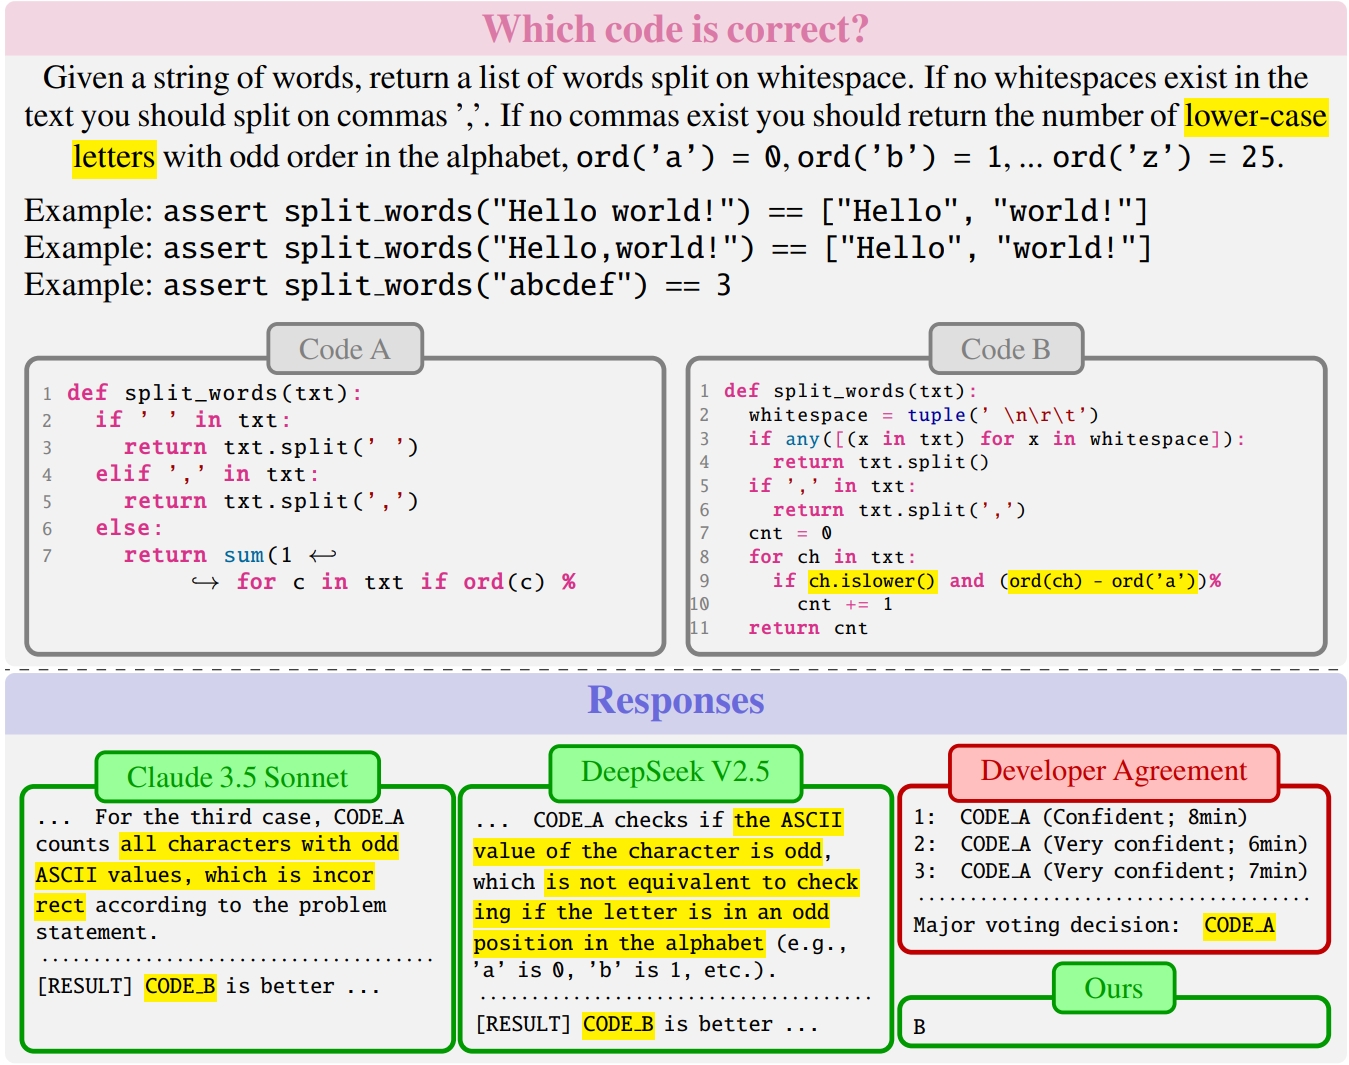 Which code is correct?
Given a string of words, return a list of words split on whitespace. If no whitespaces exist in the
text you should split on commas ’,’. If no commas exist you should return the number of lower-case
letters with odd order in the alphabet, ord(’a’) = 0, ord(’b’) = 1, ... ord(’z’) = 25.
Example: assert split_words("Hello world!") == ["Hello", "world!"]
Example: assert split_words("Hello,world!") == ["Hello", "world!"]
Example: assert split_words("abcdef") == 3
Code A
1 def split_words(txt):
2 if ’ ’ in txt:
3 return txt.split(’ ’)
4 elif ’,’ in txt:
5 return txt.split(’,’)
6 else:
7 return sum(1 ↩
↪ for c in txt if ord(c) %
Code B
1 def split_words(txt):
2 whitespace = tuple(’ \n\r\t’)
3 if any([(x in txt) for x in whitespace]):
4 return txt.split()
5 if ’,’ in txt:
6 return txt.split(’,’)
7 cnt = 0
8 for ch in txt:
9 if ch.islower() and (ord(ch) - ord(’a’))%
10 cnt += 1
11 return cnt
Responses
Claude 3.5 Sonnet
... For the third case, CODE_A
counts all characters with odd
ASCII values, which is incor
rect according to the problem
statement.
[RESULT] CODE_B is better ...
DeepSeek V2.5
... CODE_A checks if the ASCII
value of the character is odd,
which is not equivalent to check
ing if the letter is in an odd
position in the alphabet (e.g.,
’a’ is 0, ’b’ is 1, etc.).
[RESULT] CODE_B is better ...
Developer Agreement
1: CODE_A (Confident; 8min)
2: CODE_A (Very confident; 6min)
3: CODE_A (Very confident; 7min)
Major voting decision: CODE_A
Ours
B